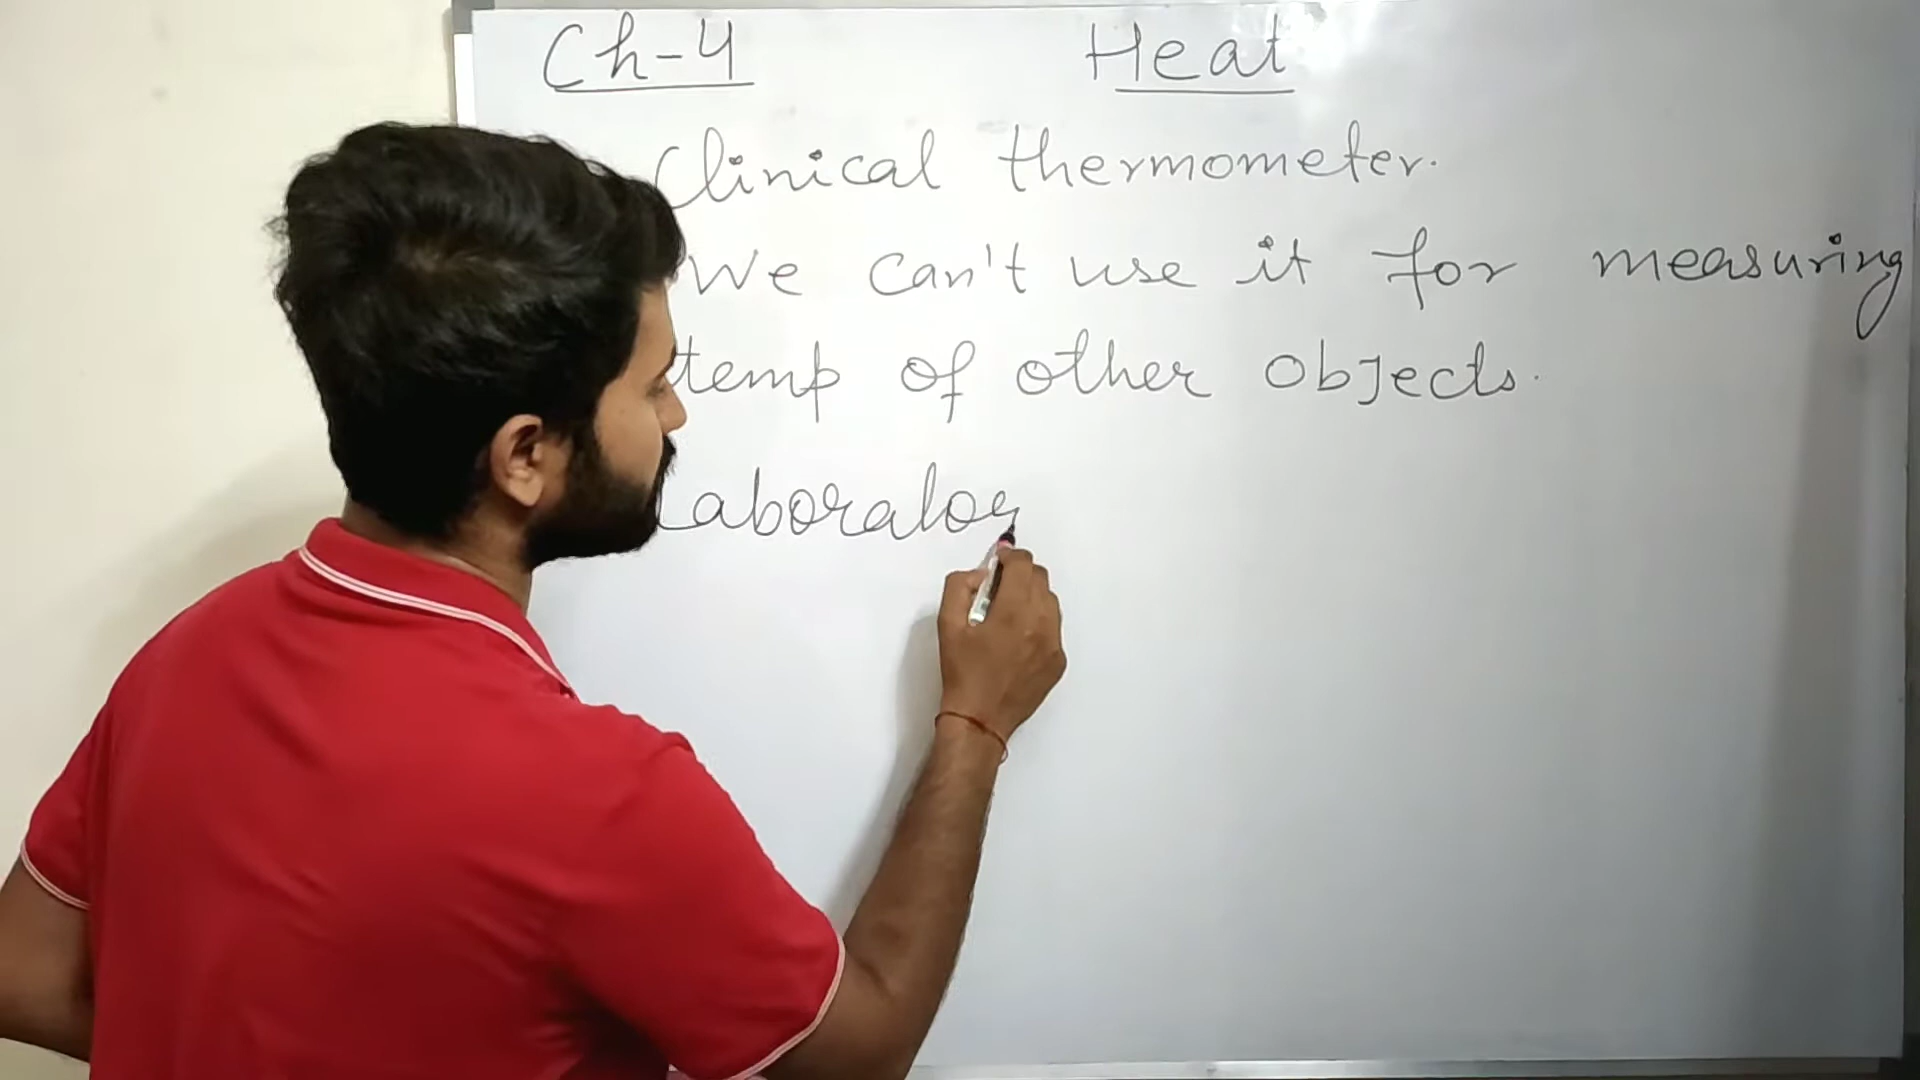 Ch-4 Heat
Clinical thermometer.
We can't use it for measuring
temp of other objects.
Laborator